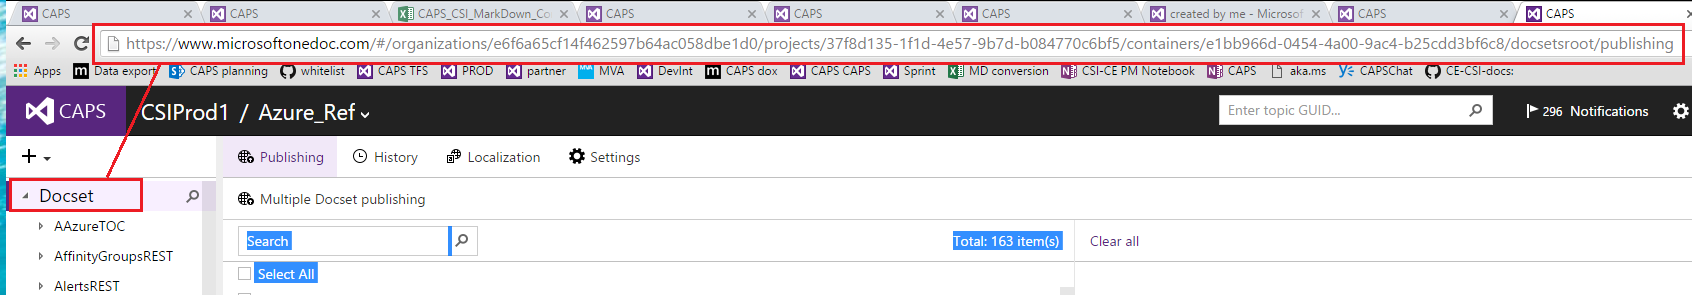 CAPS CAPS CAPS_CSI_MarkDown_Co CAPS CAPS CAPS created by me - Microsof CAPS CAPS
https://www.microsoftonedoc.com/#/organizations/e6f6a65cf14f462597b64ac058dbe1d0/projects/37f8d135-1f1d-4e57-9b7d-b084770c6bf5/containers/e1bb966d-0454-4a00-9ac4-b25cdd3bf6c8/docsetsroot/publishing
Apps Data export CAPS planning whitelist CAPS TFS PROD partner MVA DevInt CAPS dox CAPS CAPS Sprint MD conversion CSI-CE PM Notebook CAPS aka.ms CAPSChat CE-CSI-docs:
CAPS CSIProd1 / Azure_Ref Enter topic GUID... 296 Notifications
Publishing History Localization Settings
Docset Multiple Docset publishing
AAzureTOC
Search Total: 163 item(s) Clear all
AffinityGroupsREST
Select All
AlertsREST